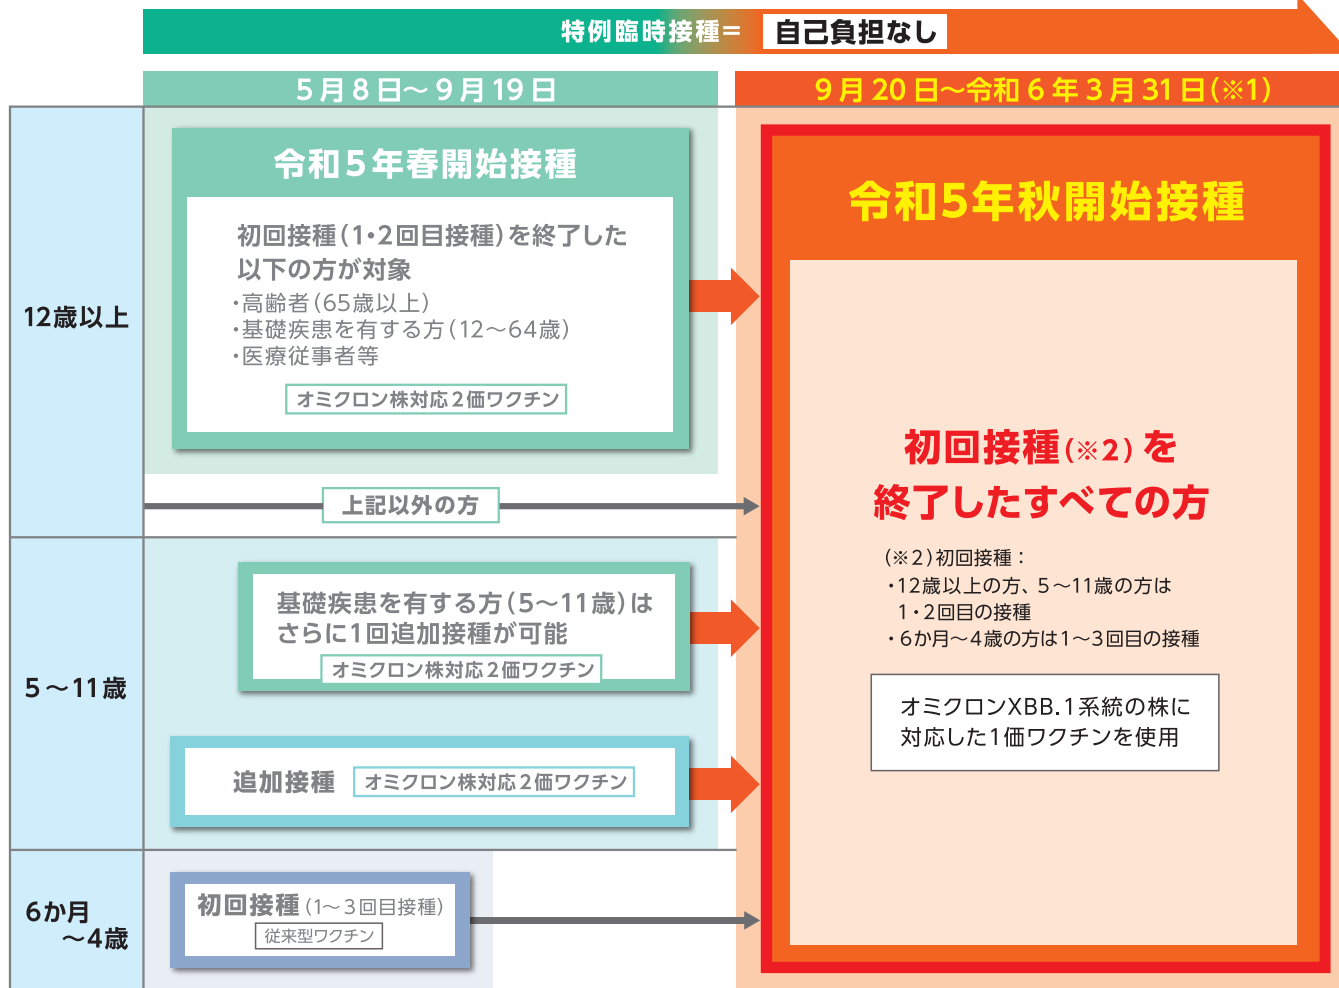 特例臨時接種= 自己負担なし
5月8日～9月19日
9月20日～令和6年3月31日(※1)
12歳以上
令和5年春開始接種
初回接種(1・2回目接種)を終了した
以下の方が対象
・高齢者(65歳以上)
・基礎疾患を有する方(12～64歳)
・医療従事者等
オミクロン株対応2価ワクチン
上記以外の方
5～11歳
基礎疾患を有する方(5～11歳)は
さらに1回追加接種が可能
オミクロン株対応2価ワクチン
追加接種 オミクロン株対応2価ワクチン
6か月
～4歳
初回接種(1～3回目接種)
従来型ワクチン
令和5年秋開始接種
初回接種(※2)を
終了したすべての方
(※2)初回接種：
・12歳以上の方、5～11歳の方は
1・2回目の接種
・6か月～4歳の方は1～3回目の接種
オミクロンXBB.1系統の株に
対応した1価ワクチンを使用